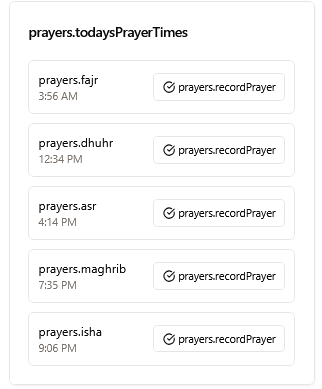 prayers.todaysPrayerTimes
prayers.fajr
3:56 AM
prayers.recordPrayer
prayers.dhuhr
12:34 PM
prayers.recordPrayer
prayers.asr
4:14 PM
prayers.recordPrayer
prayers.maghrib
7:35 PM
prayers.recordPrayer
prayers.isha
9:06 PM
prayers.recordPrayer